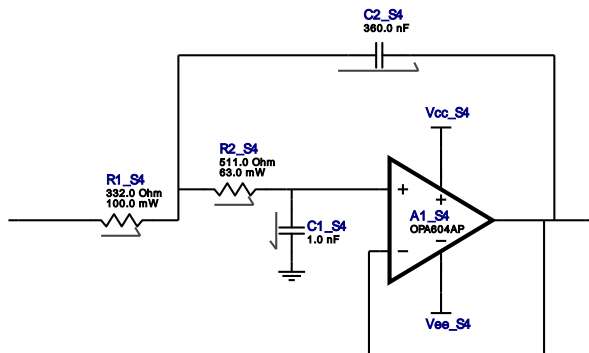 C2_S4
360.0 nF
Vcc_S4
R2_S4
511.0 Ohm
63.0 mW
R1_S4
332.0 Ohm
100.0 mW
+
+
A1_S4
OPA604AP
C1_S4
1.0 nF
−
−
Vee_S4